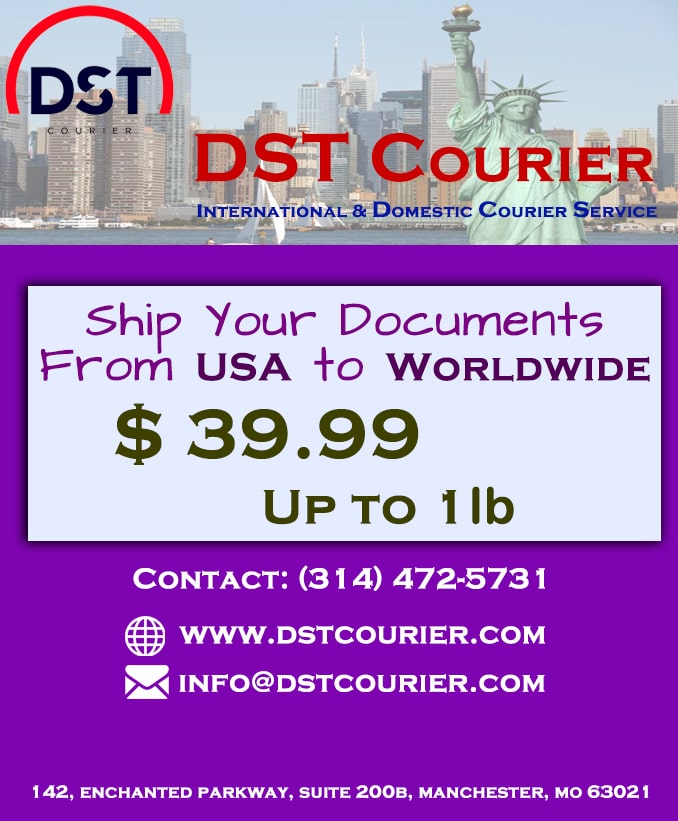 DST
COURIER
DST COURIER
INTERNATIONAL & DOMESTIC COURIER SERVICE
Ship Your Documents
From USA to WORLDWIDE
$ 39.99
UP TO 1lb
CONTACT: (314) 472-5731
WWW.DSTCOURIER.COM
INFO@DSTCOURIER.COM
142, ENCHANTED PARKWAY, SUITE 200B, MANCHESTER, MO 63021